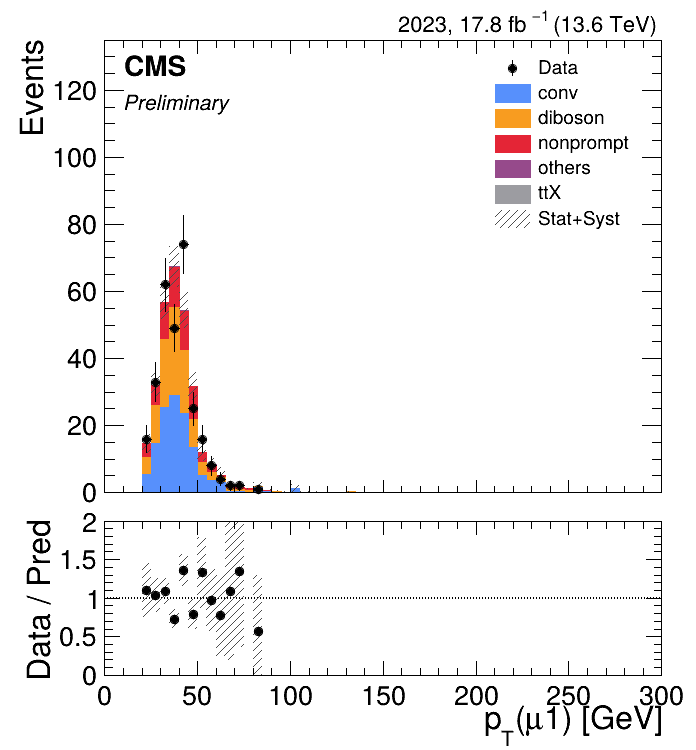 2023, 17.8 fb⁻¹ (13.6 TeV)
CMS
Preliminary
Events
120
100
80
60
40
20
0
Data
conv
diboson
nonprompt
others
ttX
Stat+Syst
Data / Pred
2
1.5
1
0.5
0
0 50 100 150 200 250 300
p_T(μ1) [GeV]